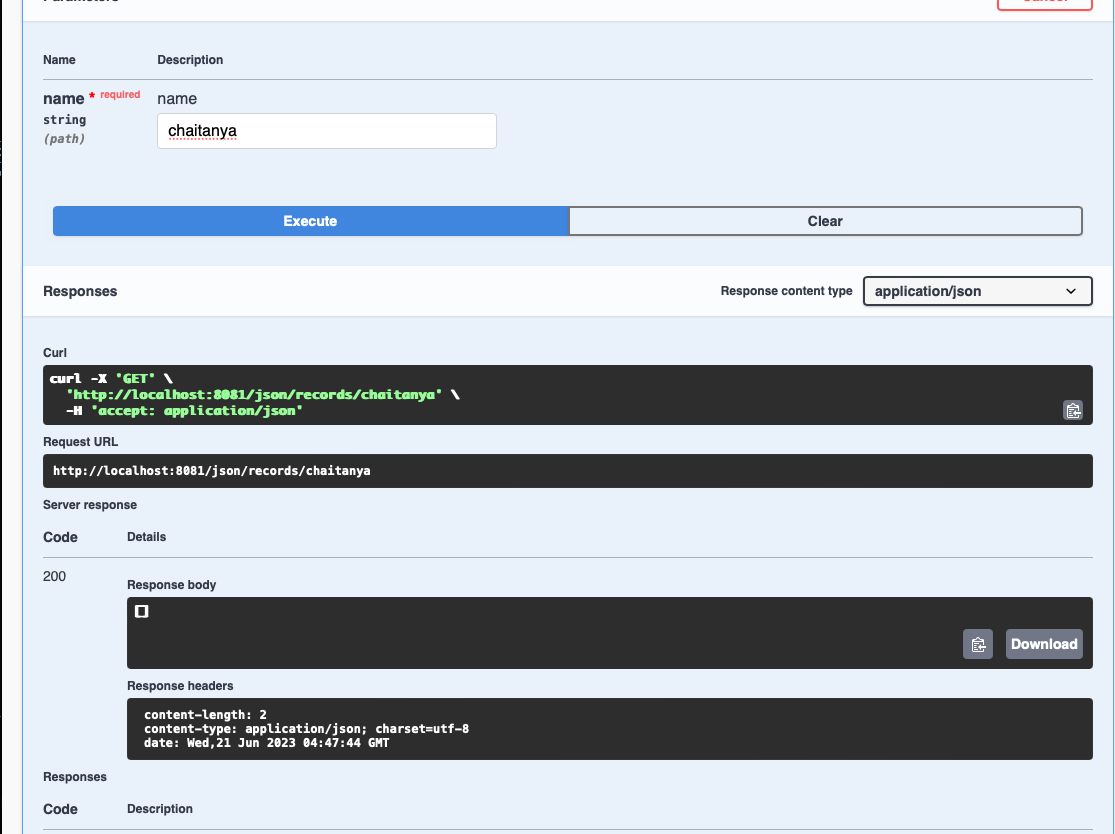 Parameters
Cancel
Name Description
name * required name
string
(path)
chaitanya
Execute Clear
Responses Response content type application/json
Curl
curl -X 'GET' \
'http://localhost:8081/json/records/chaitanya' \
-H 'accept: application/json'
Request URL
http://localhost:8081/json/records/chaitanya
Server response
Code Details
200
Response body
[]
Download
Response headers
content-length: 2
content-type: application/json; charset=utf-8
date: Wed,21 Jun 2023 04:47:44 GMT
Responses
Code Description